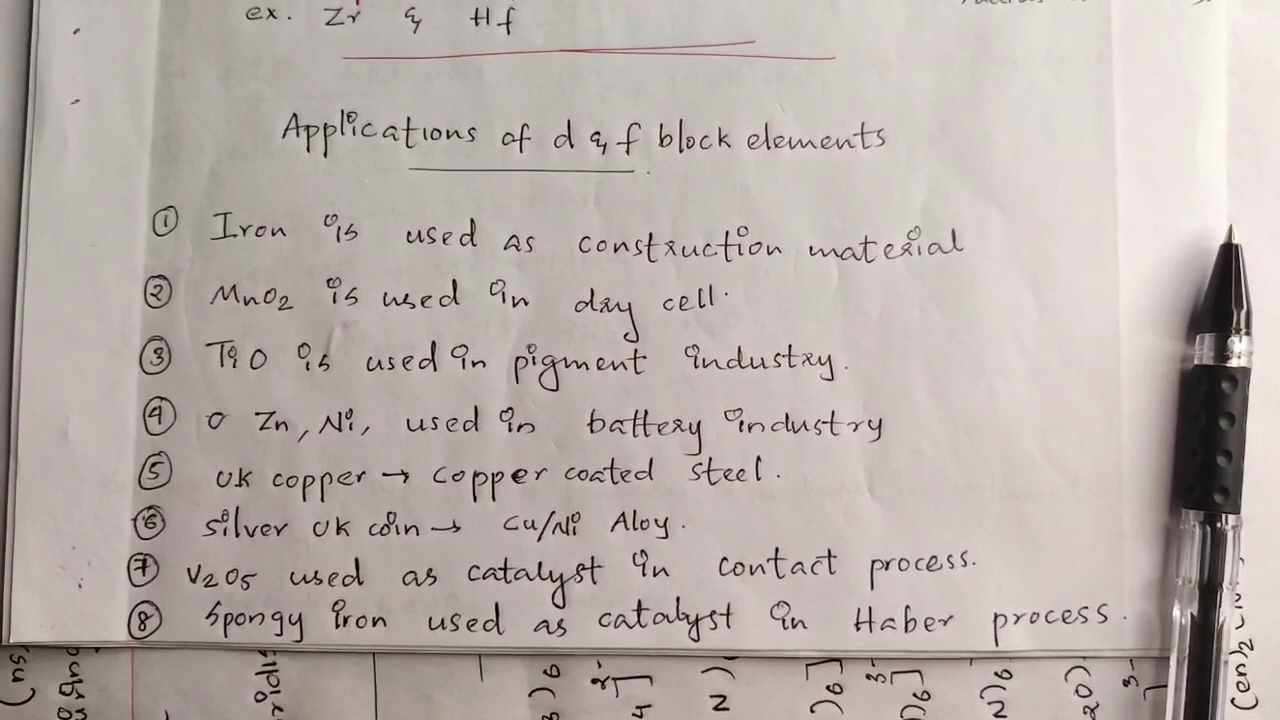 ex. Zr & Hf
Applications of d & f block elements
① Iron is used as construction material
② MnO2 is used in dry cell.
③ TiO is used in pigment industry.
④ o Zn, Ni, used in battery industry
⑤ UK copper → copper coated steel.
⑥ silver UK coin → Cu/Ni Aloy.
⑦ V2O5 used as catalyst in contact process.
⑧ Spongy iron used as catalyst in Haber process.